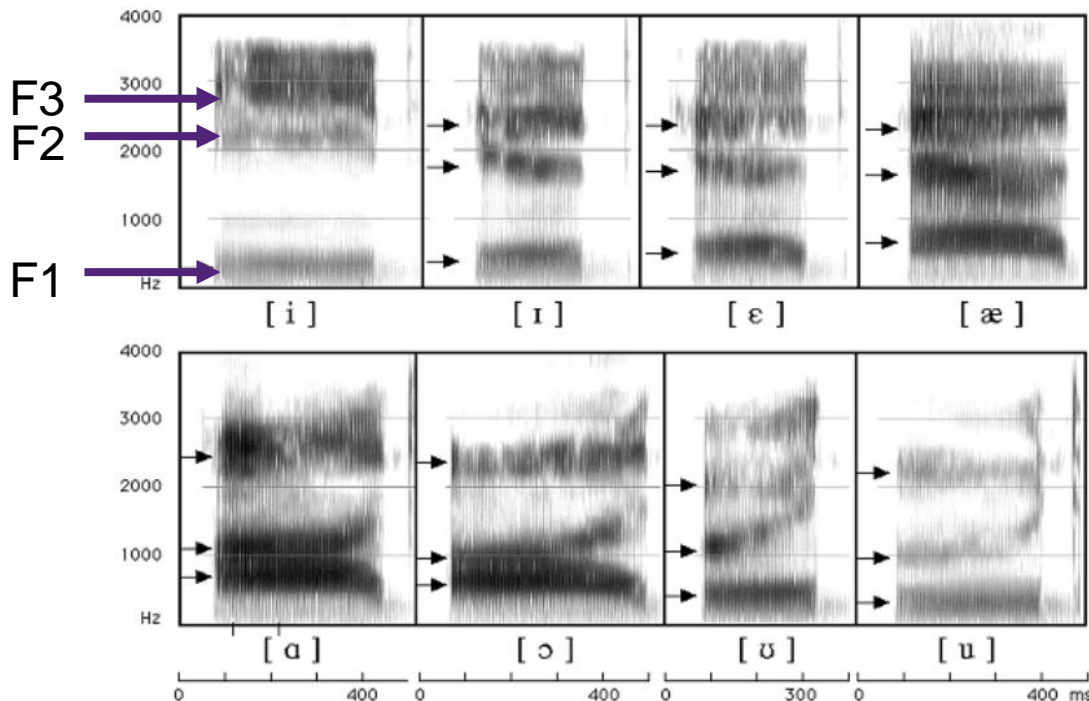 4000
3000
2000
1000
Hz
F3
F2
F1
[ i ]
[ ɪ ]
[ ɛ ]
[ æ ]
4000
3000
2000
1000
Hz
[ ɑ ]
[ ɔ ]
[ ʊ ]
[ u ]
0 400
0 400
0 300
0 400 ms